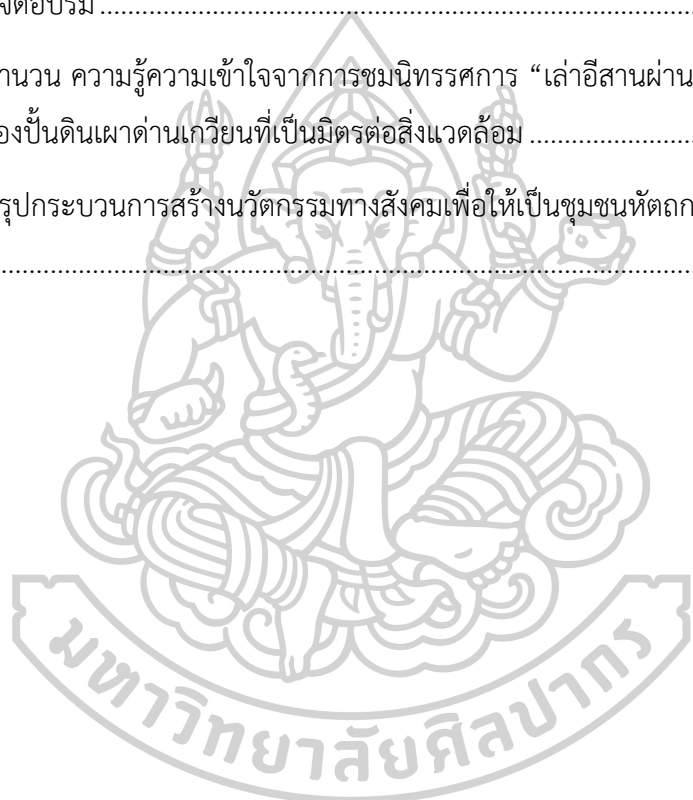 จัดอบรม ........................................................................................................
านวน ความรู้ความเข้าใจจากการชมนิทรรศการ “เล่าอีสานผ่าน
องปั้นดินเผาด่านเกวียนที่เป็นมิตรต่อสิ่งแวดล้อม ..............................
รุปกระบวนการสร้างนวัตกรรมทางสังคมเพื่อให้เป็นชุมชนหัตถก
........................................................................................................................
มหาวิทยาลัยศิลปากร